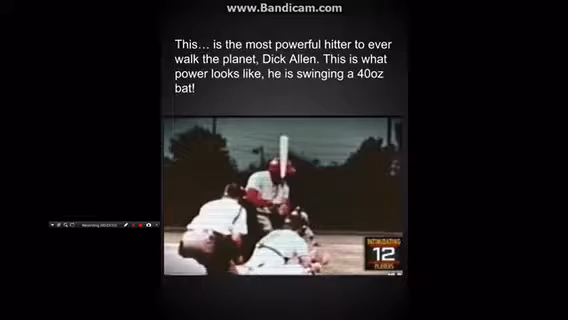 www.Bandicam.com
This... is the most powerful hitter to ever
walk the planet, Dick Allen. This is what
power looks like, he is swinging a 40oz
bat!
INTIMIDATING
12
PLAYERS